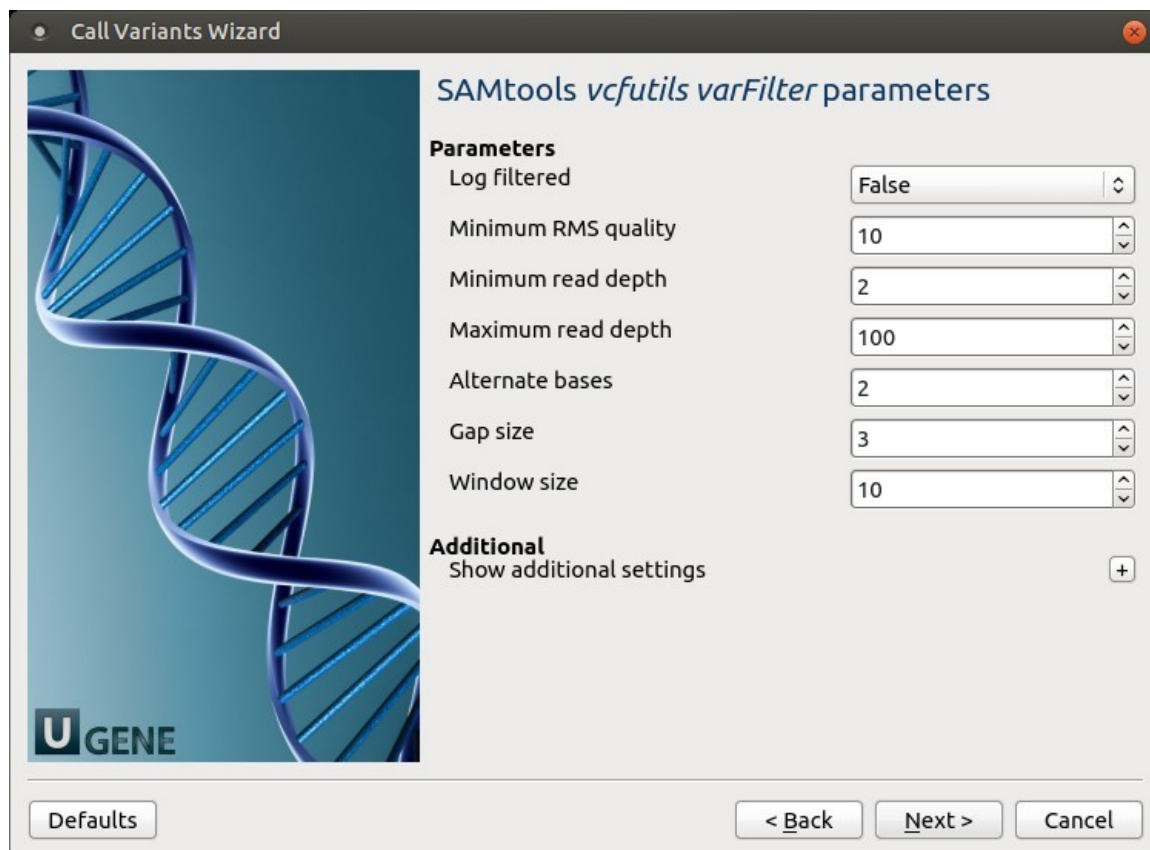 Call Variants Wizard
SAMtools vcfutils varFilter parameters
Parameters
Log filtered False
Minimum RMS quality 10
Minimum read depth 2
Maximum read depth 100
Alternate bases 2
Gap size 3
Window size 10
Additional
Show additional settings +
U GENE
Defaults < Back Next > Cancel